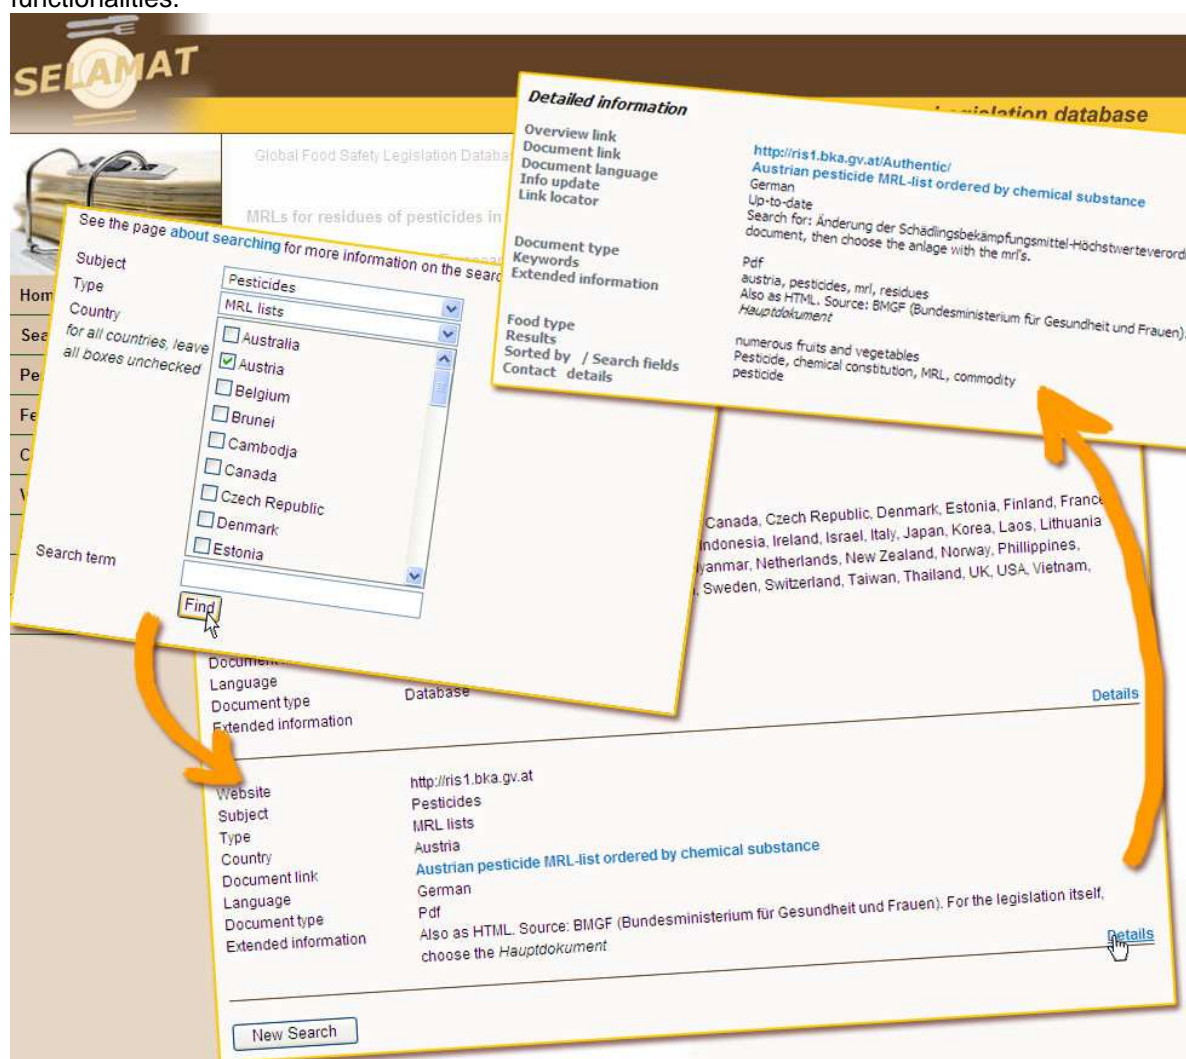 functionalities.
SELAMAT
Legislation database
Global Food Safety Legislation Databa
MRLs for residues of pesticides in
Hom
Sea
Pe
Fe
C
See the page about searching for more information on the searc
Subject
Pesticides
Type
MRL lists
Country
for all countries, leave
all boxes unchecked
Australia
Austria
Belgium
Brunei
Cambodja
Canada
Czech Republic
Denmark
Estonia
Search term
Find
Detailed information
Overview link
http://ris1.bka.gv.at/Authentic/
Document link
Austrian pesticide MRL-list ordered by chemical substance
Document language
German
Info update
Up-to-date
Link locator
Search for: Änderung der Schädlingsbekämpfungsmittel-Höchstwerteverordn
document, then choose the anlage with the mrl's.
Document type
Pdf
Keywords
austria, pesticides, mrl, residues
Extended information
Also as HTML. Source: BMGF (Bundesministerium für Gesundheit und Frauen).
Hauptdokument
Food type
numerous fruits and vegetables
Results
Pesticide, chemical constitution, MRL, commodity
Sorted by / Search fields
pesticide
Contact details
Canada, Czech Republic, Denmark, Estonia, Finland, France
Indonesia, Ireland, Israel, Italy, Japan, Korea, Laos, Lithuania
yanmar, Netherlands, New Zealand, Norway, Phillippines,
Sweden, Switzerland, Taiwan, Thailand, UK, USA, Vietnam,
Language
Document type
Database
Extended information
Details
Website
http://ris1.bka.gv.at
Subject
Pesticides
Type
MRL lists
Country
Austria
Document link
Austrian pesticide MRL-list ordered by chemical substance
Language
German
Document type
Pdf
Extended information
Also as HTML. Source: BMGF (Bundesministerium für Gesundheit und Frauen). For the legislation itself,
choose the Hauptdokument
Details
New Search